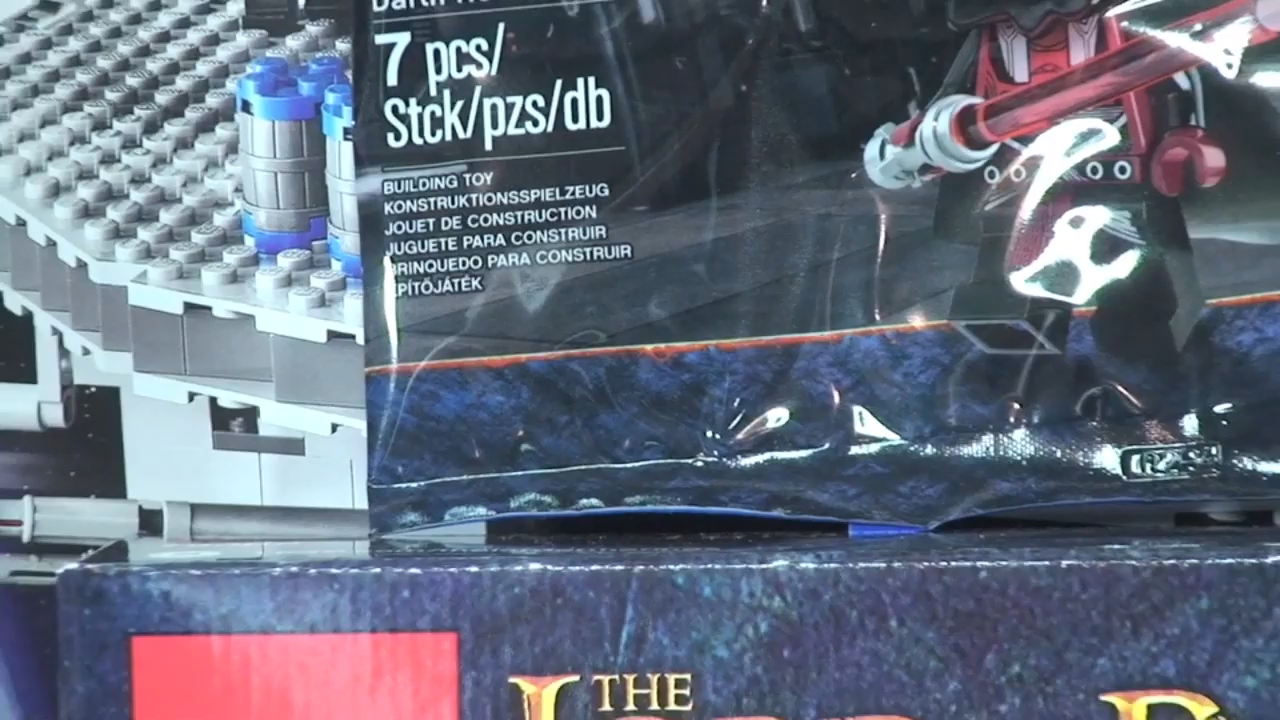 7 pcs/
Stck/pzs/db
BUILDING TOY
KONSTRUKTIONSSPIELZEUG
JOUET DE CONSTRUCTION
JUGUETE PARA CONSTRUIR
BRINQUEDO PARA CONSTRUIR
ÉPÍTŐJÁTÉK
THE